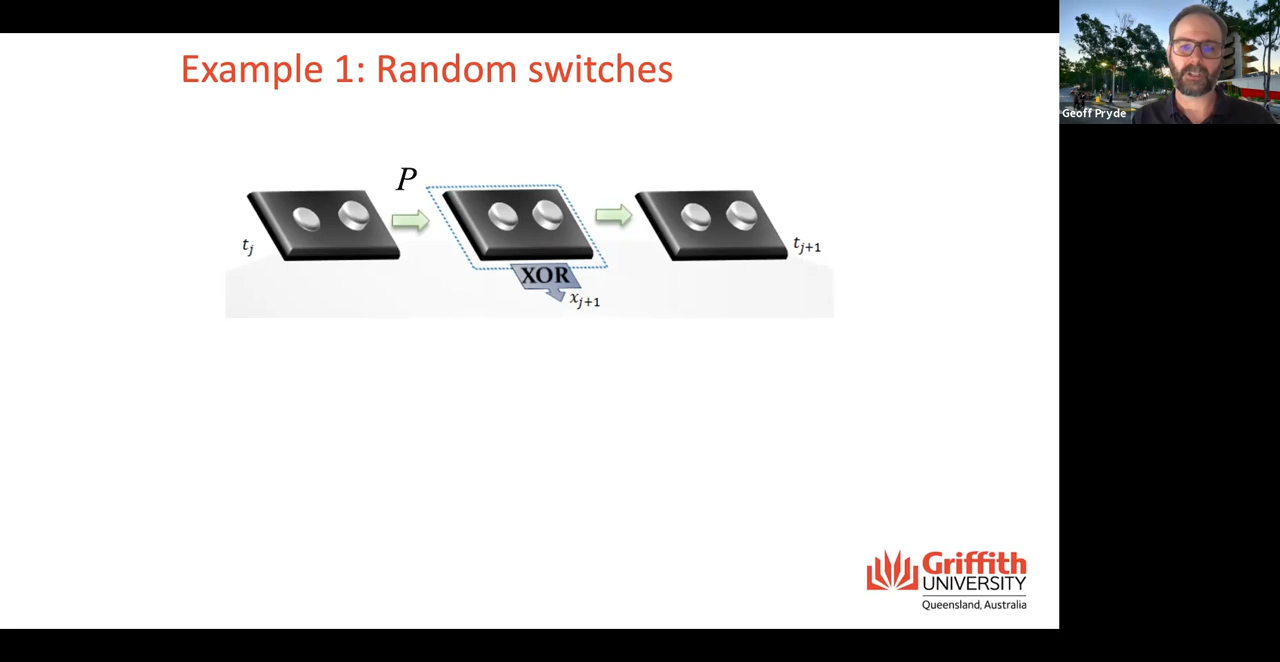 Example 1: Random switches
Geoff Pryde
P
t_j
t_{j+1}
XOR
x_{j+1}
Griffith
UNIVERSITY
Queensland, Australia